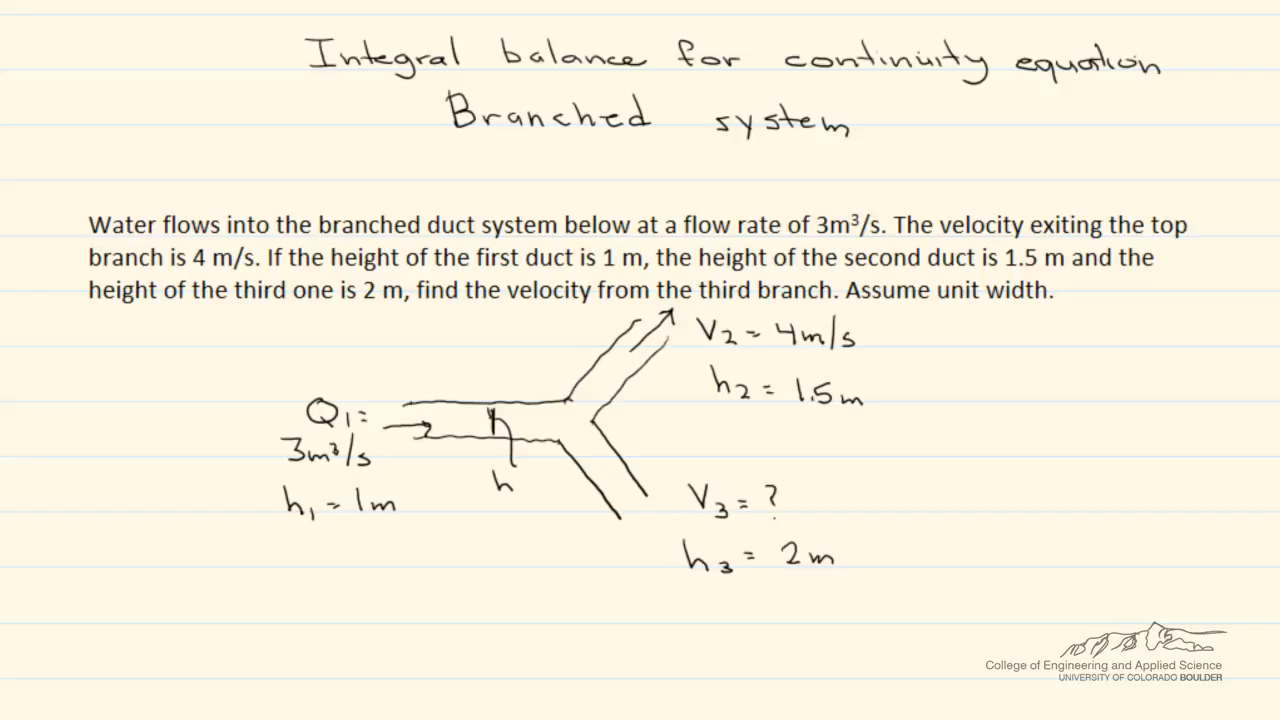 Integral balance for continuity equation
Branched system
Water flows into the branched duct system below at a flow rate of 3m³/s. The velocity exiting the top
branch is 4 m/s. If the height of the first duct is 1 m, the height of the second duct is 1.5 m and the
height of the third one is 2 m, find the velocity from the third branch. Assume unit width.
V₂ = 4m/s
h₂ = 1.5m
Q₁=
3m³/s
h₁ = 1m
h
V₃ = ?
h₃ = 2m
College of Engineering and Applied Science
UNIVERSITY OF COLORADO BOULDER